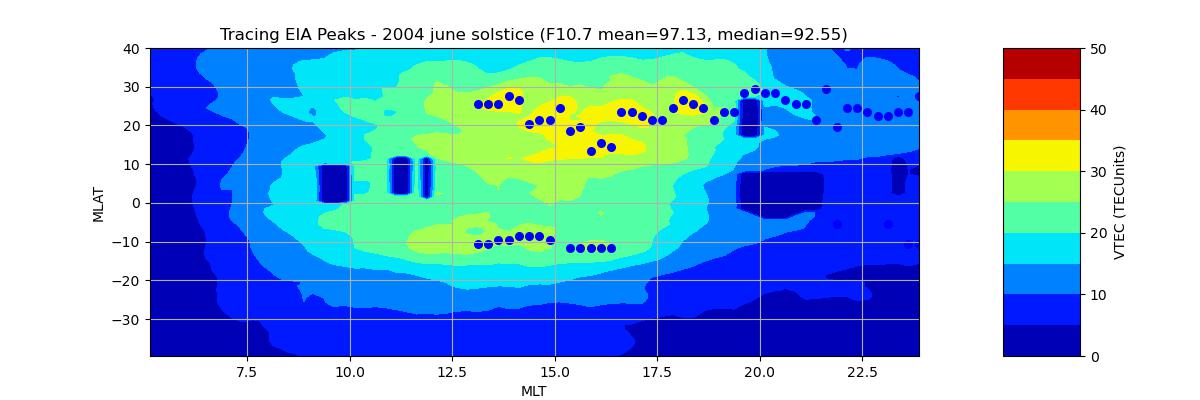 Tracing EIA Peaks - 2004 june solstice (F10.7 mean=97.13, median=92.55)
40
30
20
10
0
−10
−20
−30
MLAT
7.5 10.0 12.5 15.0 17.5 20.0 22.5
MLT
50
40
30
20
10
0
VTEC (TECUnits)